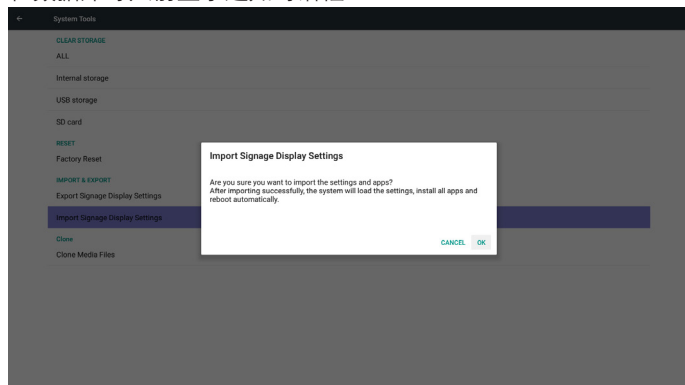 System Tools
CLEAR STORAGE
ALL
Internal storage
USB storage
SD card
RESET
Factory Reset
IMPORT & EXPORT
Export Signage Display Settings
Import Signage Display Settings
Clone
Clone Media Files
Import Signage Display Settings
Are you sure you want to import the settings and apps?
After importing successfully, the system will load the settings, install all apps and
reboot automatically.
CANCEL OK